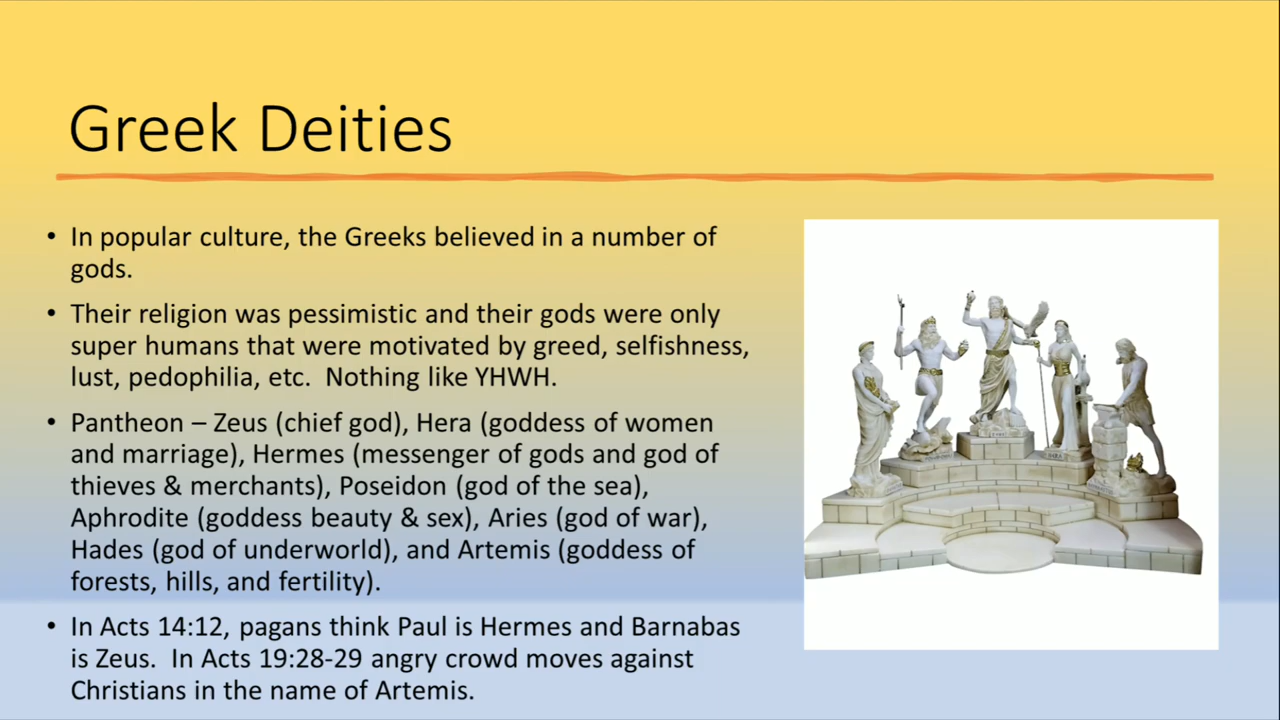 Greek Deities
• In popular culture, the Greeks believed in a number of
gods.
• Their religion was pessimistic and their gods were only
super humans that were motivated by greed, selfishness,
lust, pedophilia, etc.  Nothing like YHWH.
• Pantheon – Zeus (chief god), Hera (goddess of women
and marriage), Hermes (messenger of gods and god of
thieves & merchants), Poseidon (god of the sea),
Aphrodite (goddess beauty & sex), Aries (god of war),
Hades (god of underworld), and Artemis (goddess of
forests, hills, and fertility).
• In Acts 14:12, pagans think Paul is Hermes and Barnabas
is Zeus.  In Acts 19:28-29 angry crowd moves against
Christians in the name of Artemis.